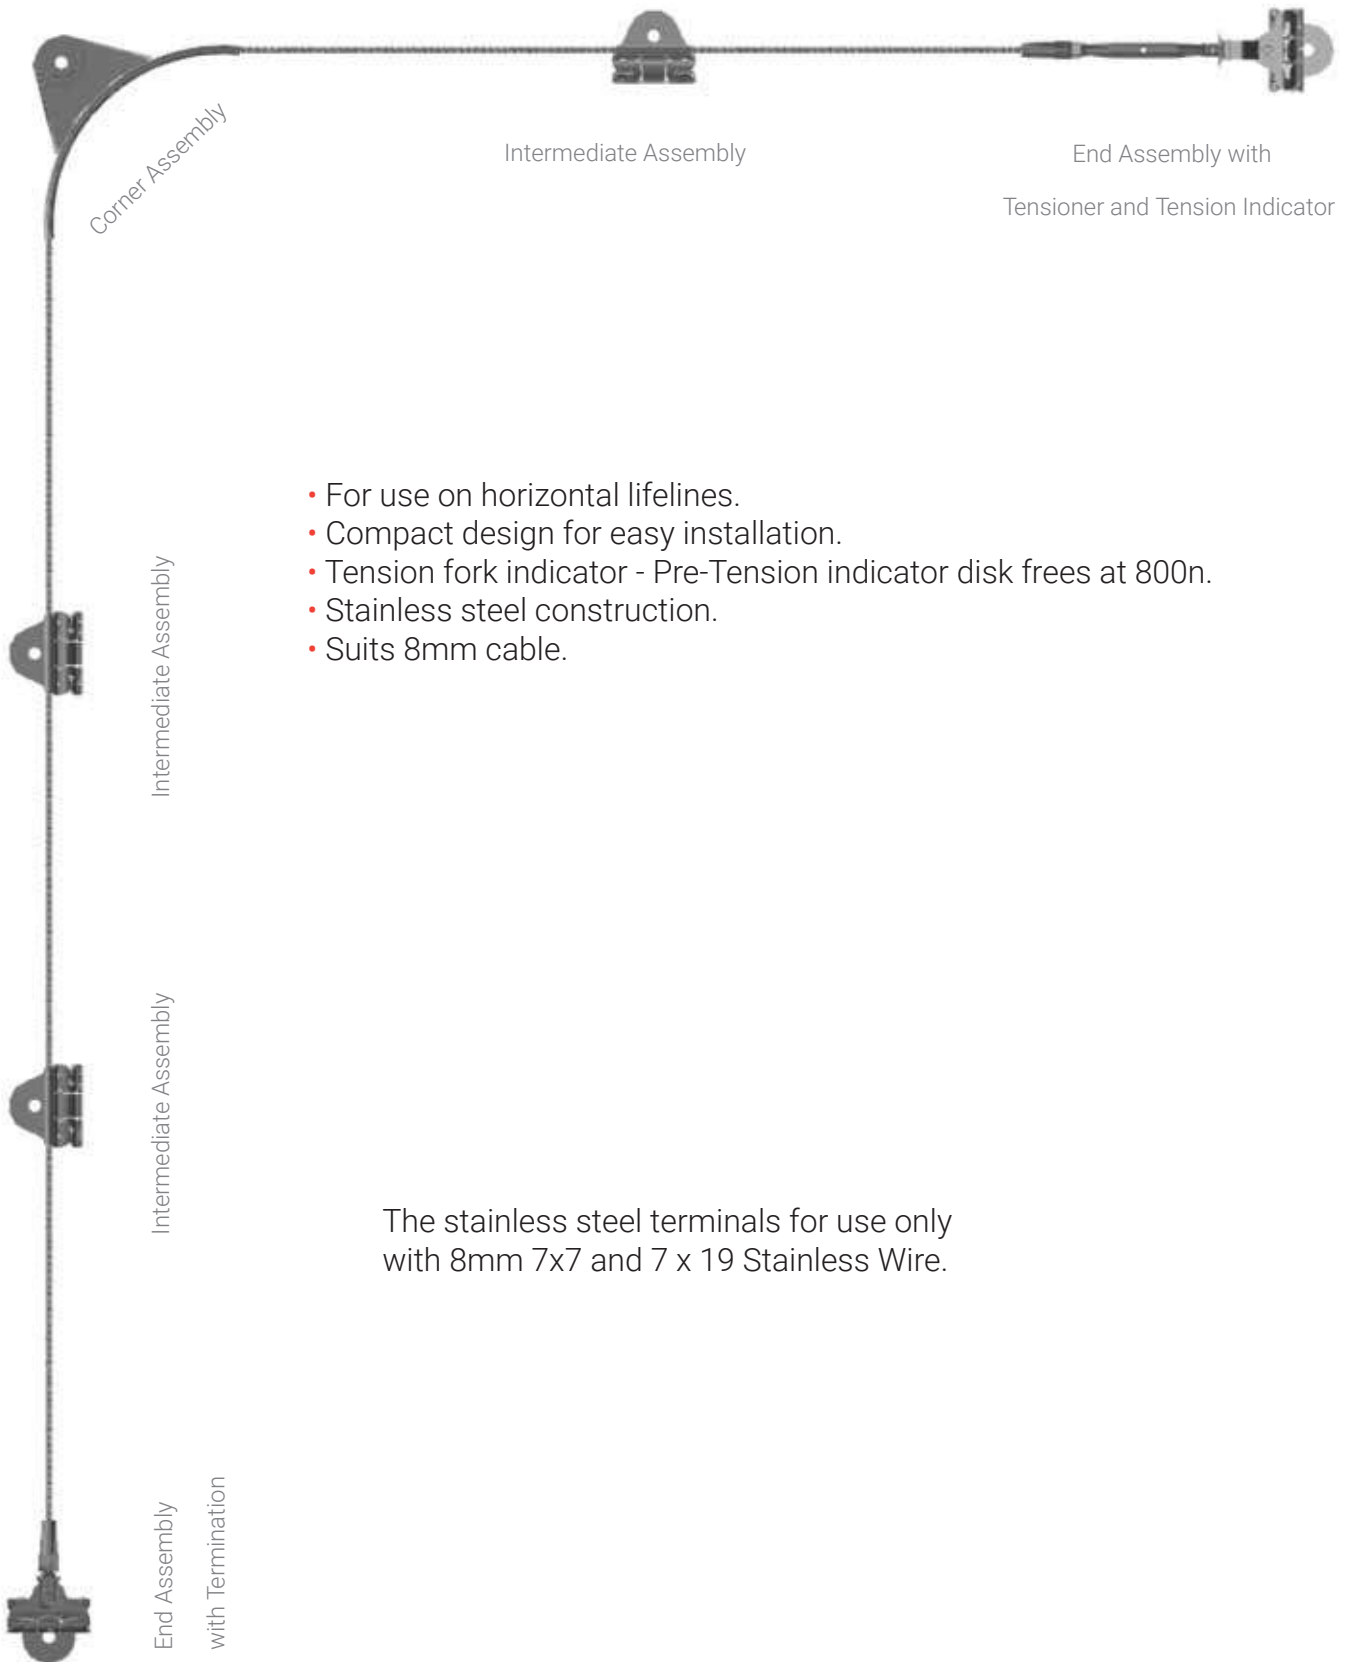 Corner Assembly
Intermediate Assembly
End Assembly with
Tensioner and Tension Indicator
• For use on horizontal lifelines.
• Compact design for easy installation.
• Tension fork indicator - Pre-Tension indicator disk frees at 800n.
• Stainless steel construction.
• Suits 8mm cable.
Intermediate Assembly
Intermediate Assembly
The stainless steel terminals for use only
with 8mm 7x7 and 7 x 19 Stainless Wire.
End Assembly
with Termination